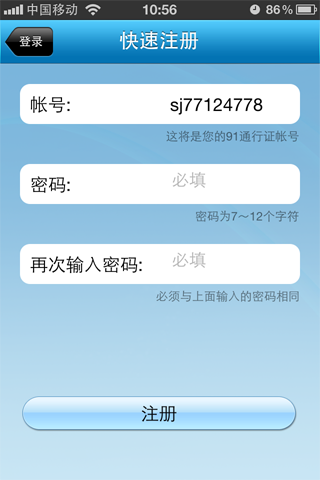 中国移动 10:56 86%
登录 快速注册
帐号: sj77124778
这将是您的91通行证帐号
密码: 必填
密码为7～12个字符
再次输入密码: 必填
必须与上面输入的密码相同
注册